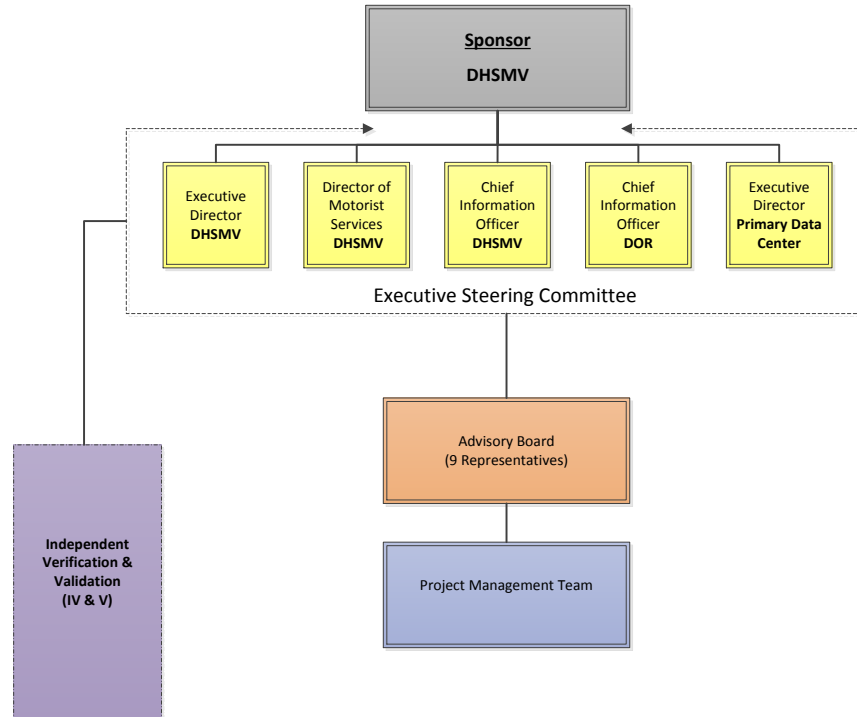 Sponsor
DHSMV
Executive
Director
DHSMV
Director of
Motorist
Services
DHSMV
Chief
Information
Officer
DHSMV
Chief
Information
Officer
DOR
Executive
Director
Primary Data
Center
Executive Steering Committee
Advisory Board
(9 Representatives)
Independent
Verification &
Validation
(IV & V)
Project Management Team